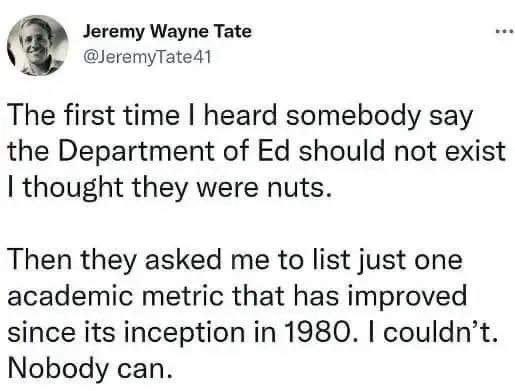 Jeremy Wayne Tate
@JeremyTate41
The first time I heard somebody say
the Department of Ed should not exist
I thought they were nuts.
Then they asked me to list just one
academic metric that has improved
since its inception in 1980. I couldn't.
Nobody can.